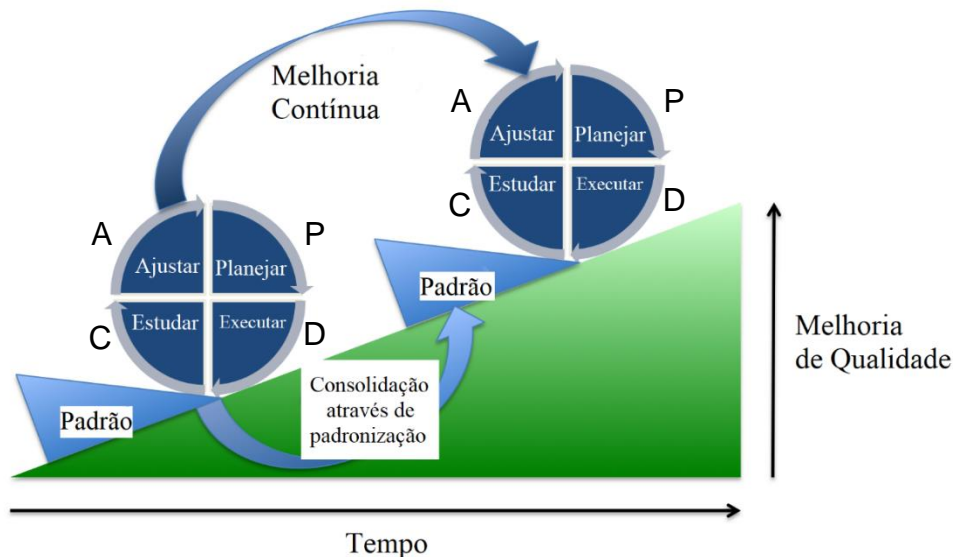 Melhoria
Contínua
A
P
Ajustar
Planejar
Estudar
Executar
C
D
A
P
Ajustar
Planejar
Estudar
Executar
C
D
Padrão
Padrão
Consolidação
através de
padronização
Melhoria
de Qualidade
Tempo